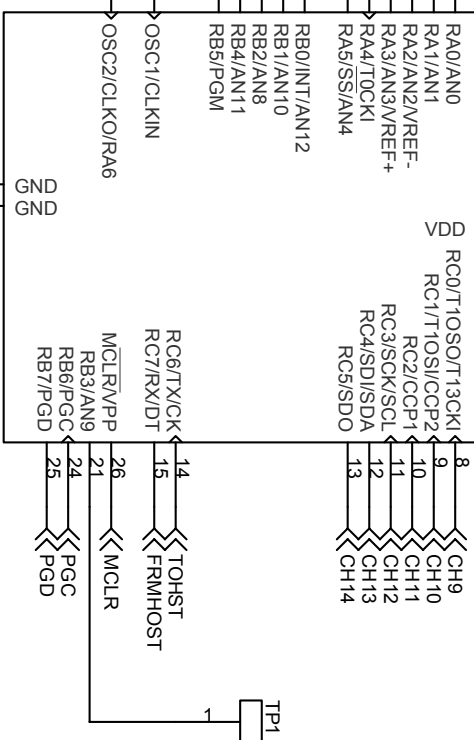 OSC2/CLKO/RA6
OSC1/CLKIN
RB5/PGM
RB4/AN11
RB2/AN8
RB1/AN10
RB0/INT/AN12
RA5/SS/AN4
RA4/T0CKI
RA3/AN3/VREF+
RA2/AN2/VREF-
RA1/AN1
RA0/AN0
GND
GND
VDD
RB7/PGD
RB6/PGC
RB3/AN9
MCLR/VPP
RC7/RX/DT
RC6/TX/CK
RC5/SDO
RC4/SDI/SDA
RC3/SCK/SCL
RC2/CCP1
RC1/T1OSI/CCP2
RC0/T1OSO/T13CKI
25
24
21
26
15
14
13
12
11
10
9
8
PGD
PGC
MCLR
FRMHOST
TOHST
CH14
CH13
CH12
CH11
CH10
CH9
1
TP1